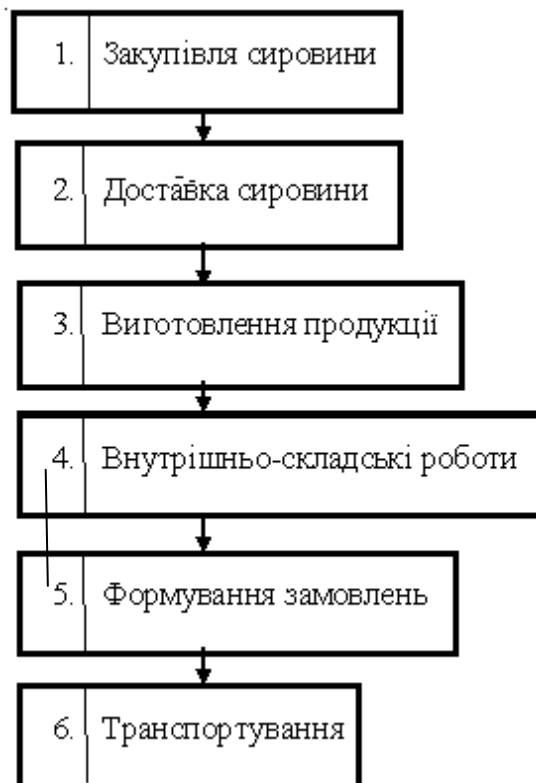 1. Закупівля сировини
2. Доставка сировини
3. Виготовлення продукції
4. Внутрішньо-складські роботи
5. Формування замовлень
6. Транспортування